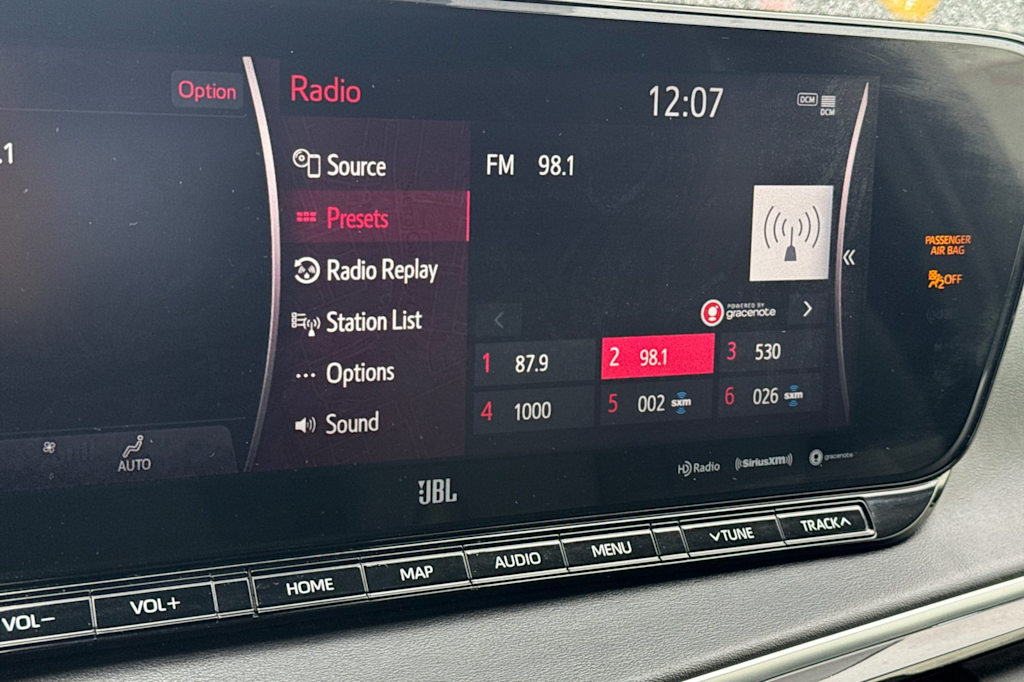 Option
.1
Radio
12:07
DCM
DCM
Source
Presets
Radio Replay
Station List
Options
Sound
FM 98.1
POWERED BY
gracenote
1 87.9
2 98.1
3 530
4 1000
5 002 sxm
6 026 sxm
PASSENGER
AIR BAG
2 OFF
AUTO
HD Radio
SiriusXM
gracenote
JBL
VOL−
VOL+
HOME
MAP
AUDIO
MENU
TUNE
TRACK